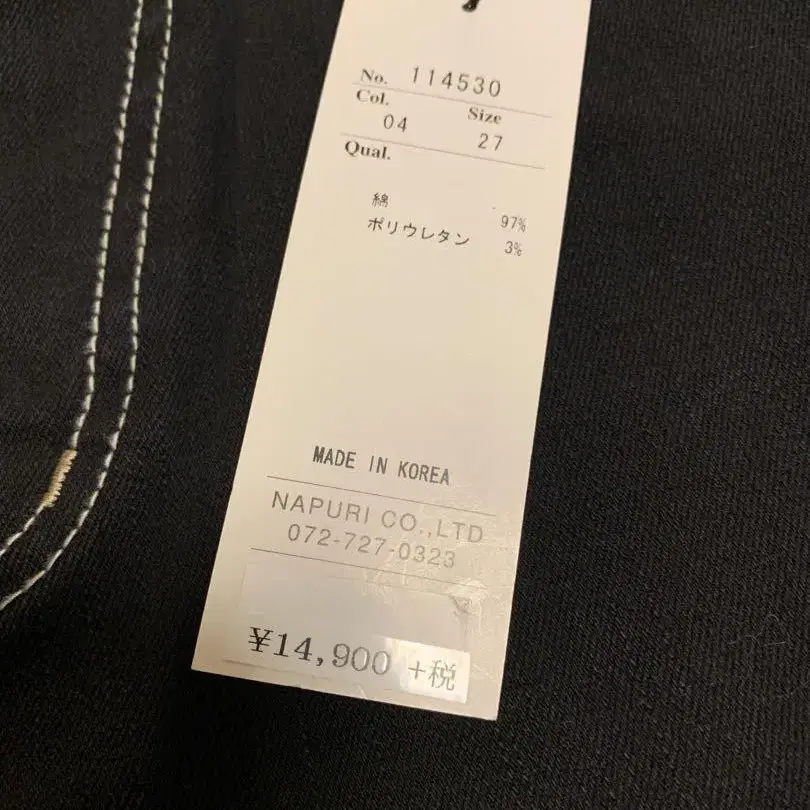 No. 114530
Col. Size
04 27
Qual.
綿 97%
ポリウレタン 3%
MADE IN KOREA
NAPURI CO.,LTD
072-727-0323
¥14,900 +税